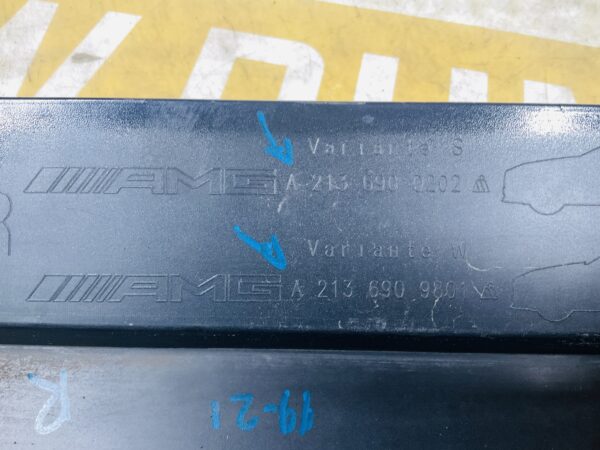 Variante S
AMG A 213 690 0202
Variante W
AMG A 213 690 9801
R
19-21